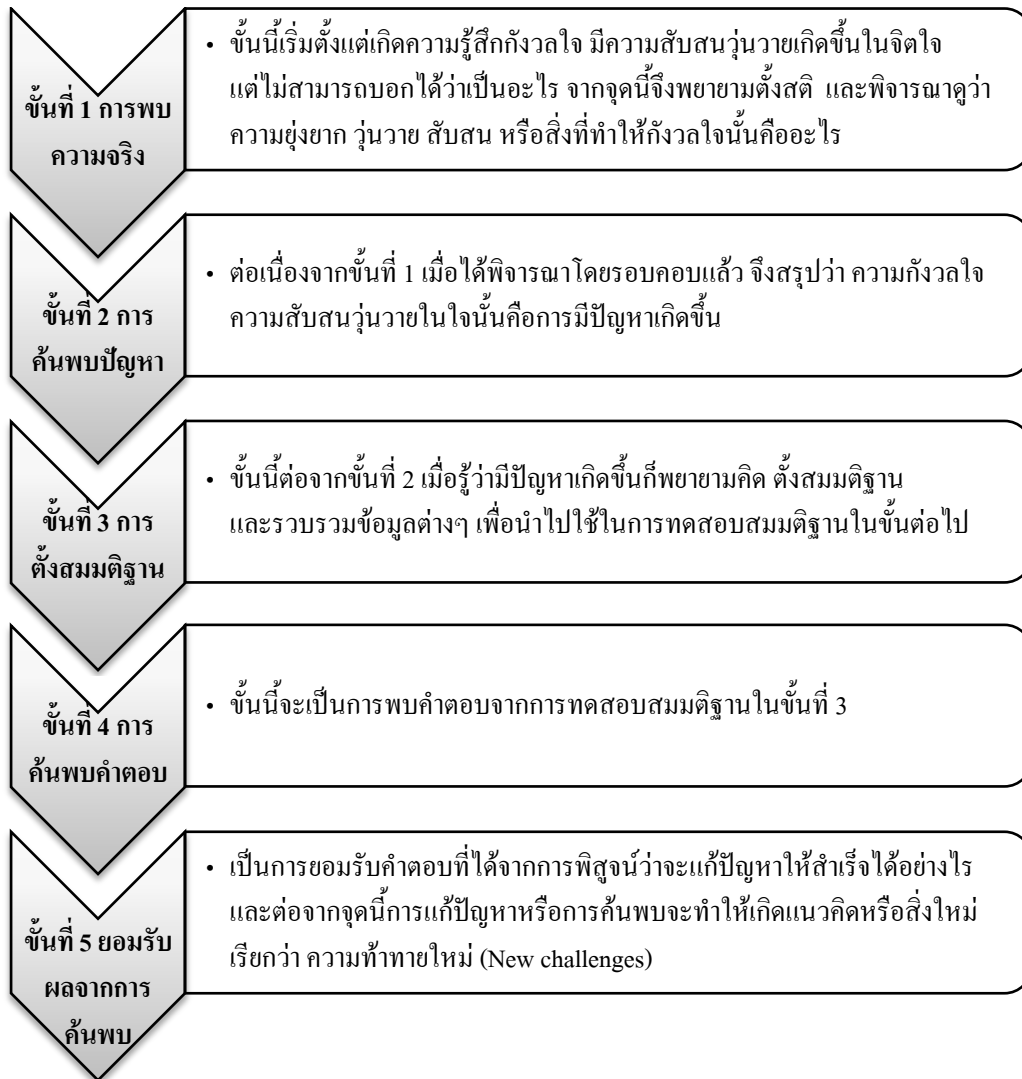 ขั้นที่ 1 การพบ
ความจริง
• ขั้นนี้เริ่มตั้งแต่เกิดความรู้สึกกังวลใจ มีความสับสนวุ่นวายเกิดขึ้นในจิตใจ
แต่ไม่สามารถบอกได้ว่าเป็นอะไร จากจุดนี้จึงพยายามตั้งสติ และพิจารณาดูว่า
ความยุ่งยาก วุ่นวาย สับสน หรือสิ่งที่ทำให้กังวลใจนั้นคืออะไร
ขั้นที่ 2 การ
ค้นพบปัญหา
• ต่อเนื่องจากขั้นที่ 1 เมื่อได้พิจารณาโดยรอบคอบแล้ว จึงสรุปว่า ความกังวลใจ
ความสับสนวุ่นวายในใจนั้นคือการมีปัญหาเกิดขึ้น
ขั้นที่ 3 การ
ตั้งสมมติฐาน
• ขั้นนี้ต่อจากขั้นที่ 2 เมื่อรู้ว่ามีปัญหาเกิดขึ้นก็พยายามคิด ตั้งสมมติฐาน
และรวบรวมข้อมูลต่างๆ เพื่อนำไปใช้ในการทดสอบสมมติฐานในขั้นต่อไป
ขั้นที่ 4 การ
ค้นพบคำตอบ
• ขั้นนี้จะเป็นการพบคำตอบจากการทดสอบสมมติฐานในขั้นที่ 3
ขั้นที่ 5 ยอมรับ
ผลจากการ
ค้นพบ
• เป็นการยอมรับคำตอบที่ได้จากการพิสูจน์ว่าจะแก้ปัญหาให้สำเร็จได้อย่างไร
และต่อจากจุดนี้การแก้ปัญหาหรือการค้นพบจะทำให้เกิดแนวคิดหรือสิ่งใหม่
เรียกว่า ความท้าทายใหม่ (New challenges)